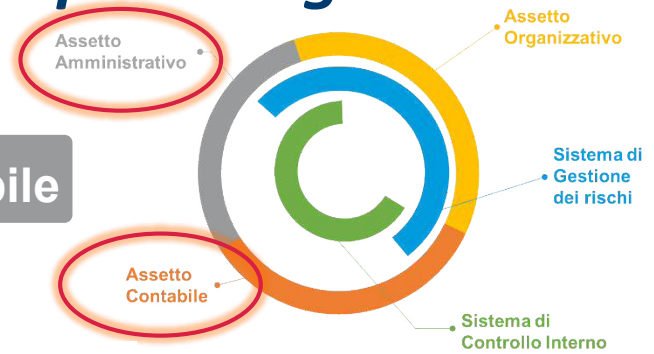 Assetto
Organizzativo
Assetto
Amministrativo
bile
Sistema di
Gestione
dei rischi
Assetto
Contabile
Sistema di
Controllo Interno